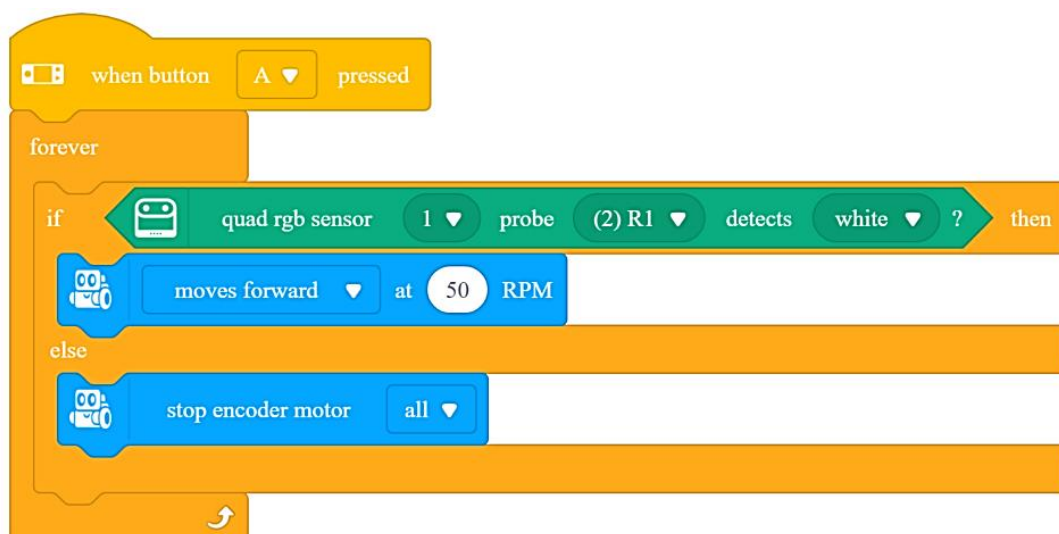 when button A pressed
forever
if quad rgb sensor 1 probe (2) R1 detects white ? then
moves forward at 50 RPM
else
stop encoder motor all